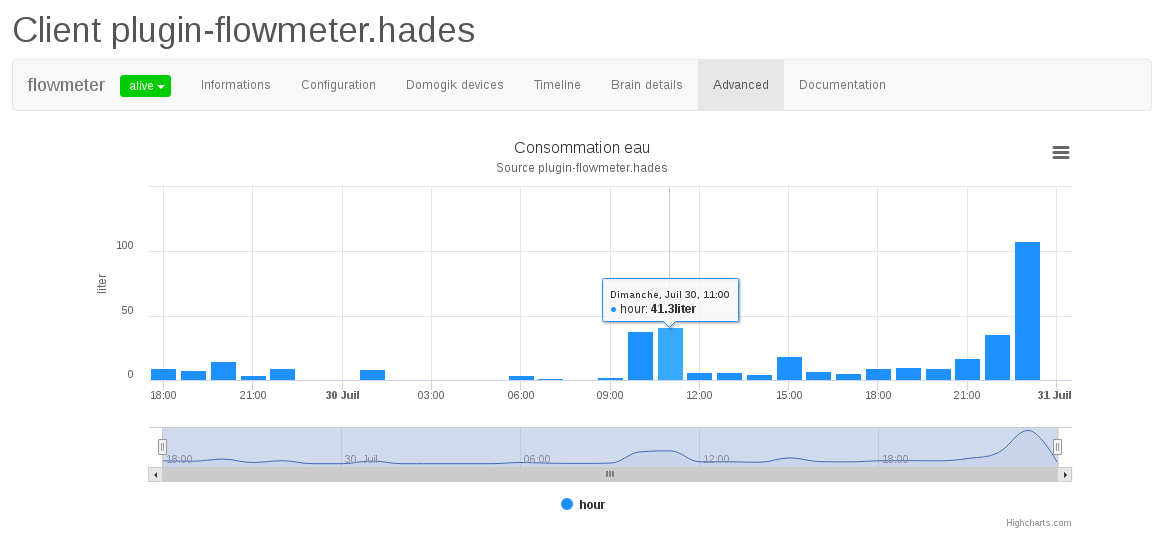 Client plugin-flowmeter.hades
flowmeter alive Informations Configuration Domogik devices Timeline Brain details Advanced Documentation
Consommation eau
Source plugin-flowmeter.hades
liter
100
50
0
Dimanche, Juil 30, 11:00
hour: 41.3liter
18:00 21:00 30 Juil 03:00 06:00 09:00 12:00 15:00 18:00 21:00 31 Juil
18:00 30. Juil 06:00 12:00 18:00
hour
Highcharts.com